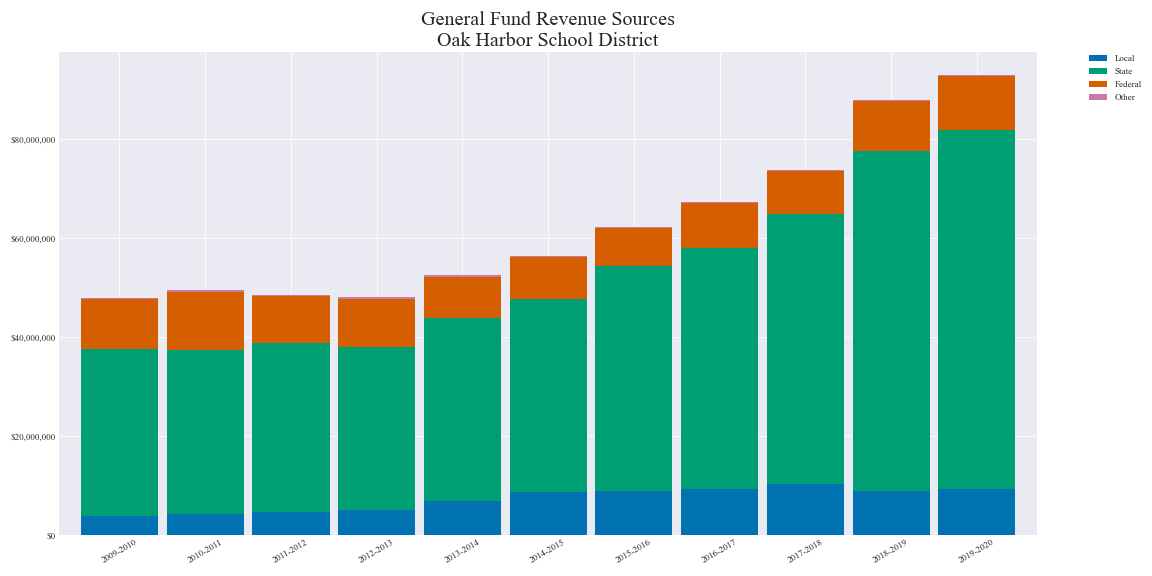 General Fund Revenue Sources
Oak Harbor School District
Local
State
Federal
Other
$80,000,000
$60,000,000
$40,000,000
$20,000,000
$0
2009-2010
2010-2011
2011-2012
2012-2013
2013-2014
2014-2015
2015-2016
2016-2017
2017-2018
2018-2019
2019-2020